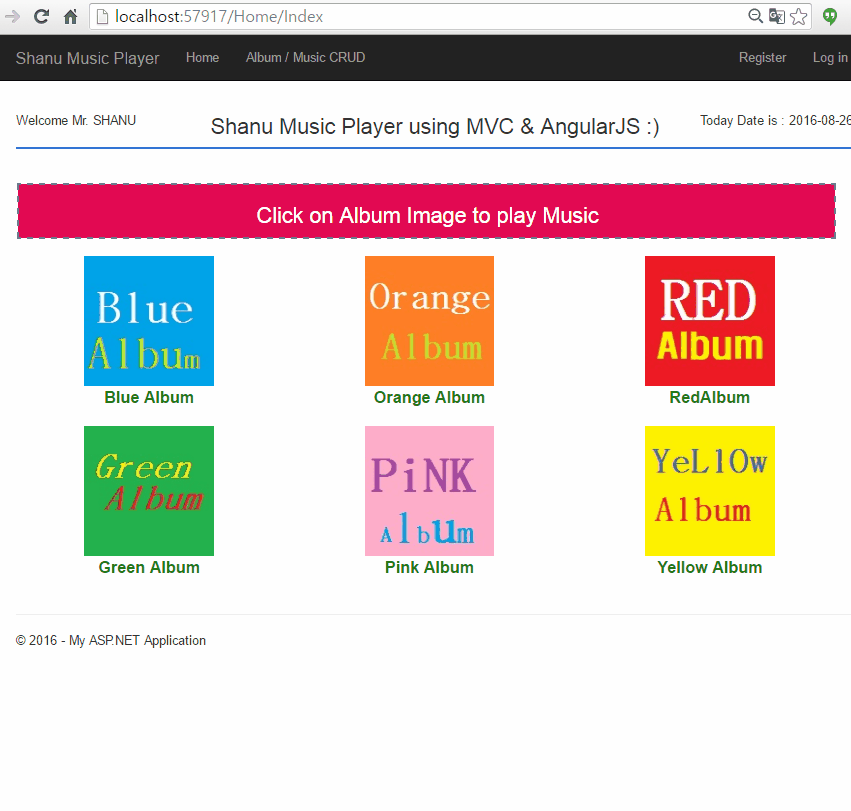 localhost:57917/Home/Index
Shanu Music Player Home Album / Music CRUD Register Log in
Welcome Mr. SHANU Shanu Music Player using MVC & AngularJS :) Today Date is : 2016-08-26
Click on Album Image to play Music
Blue
Album
Blue Album
Orange
Album
Orange Album
RED
Album
RedAlbum
Green
Album
Green Album
PiNK
Album
Pink Album
YeLlOw
Album
Yellow Album
© 2016 - My ASP.NET Application